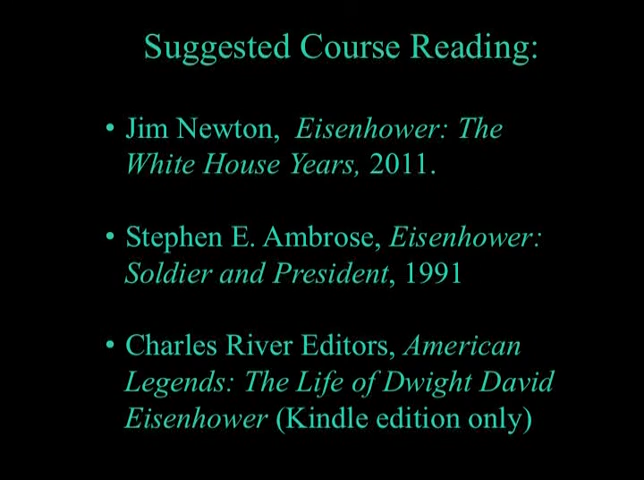 Suggested Course Reading:
• Jim Newton, Eisenhower: The
White House Years, 2011.
• Stephen E. Ambrose, Eisenhower:
Soldier and President, 1991
• Charles River Editors, American
Legends: The Life of Dwight David
Eisenhower (Kindle edition only)